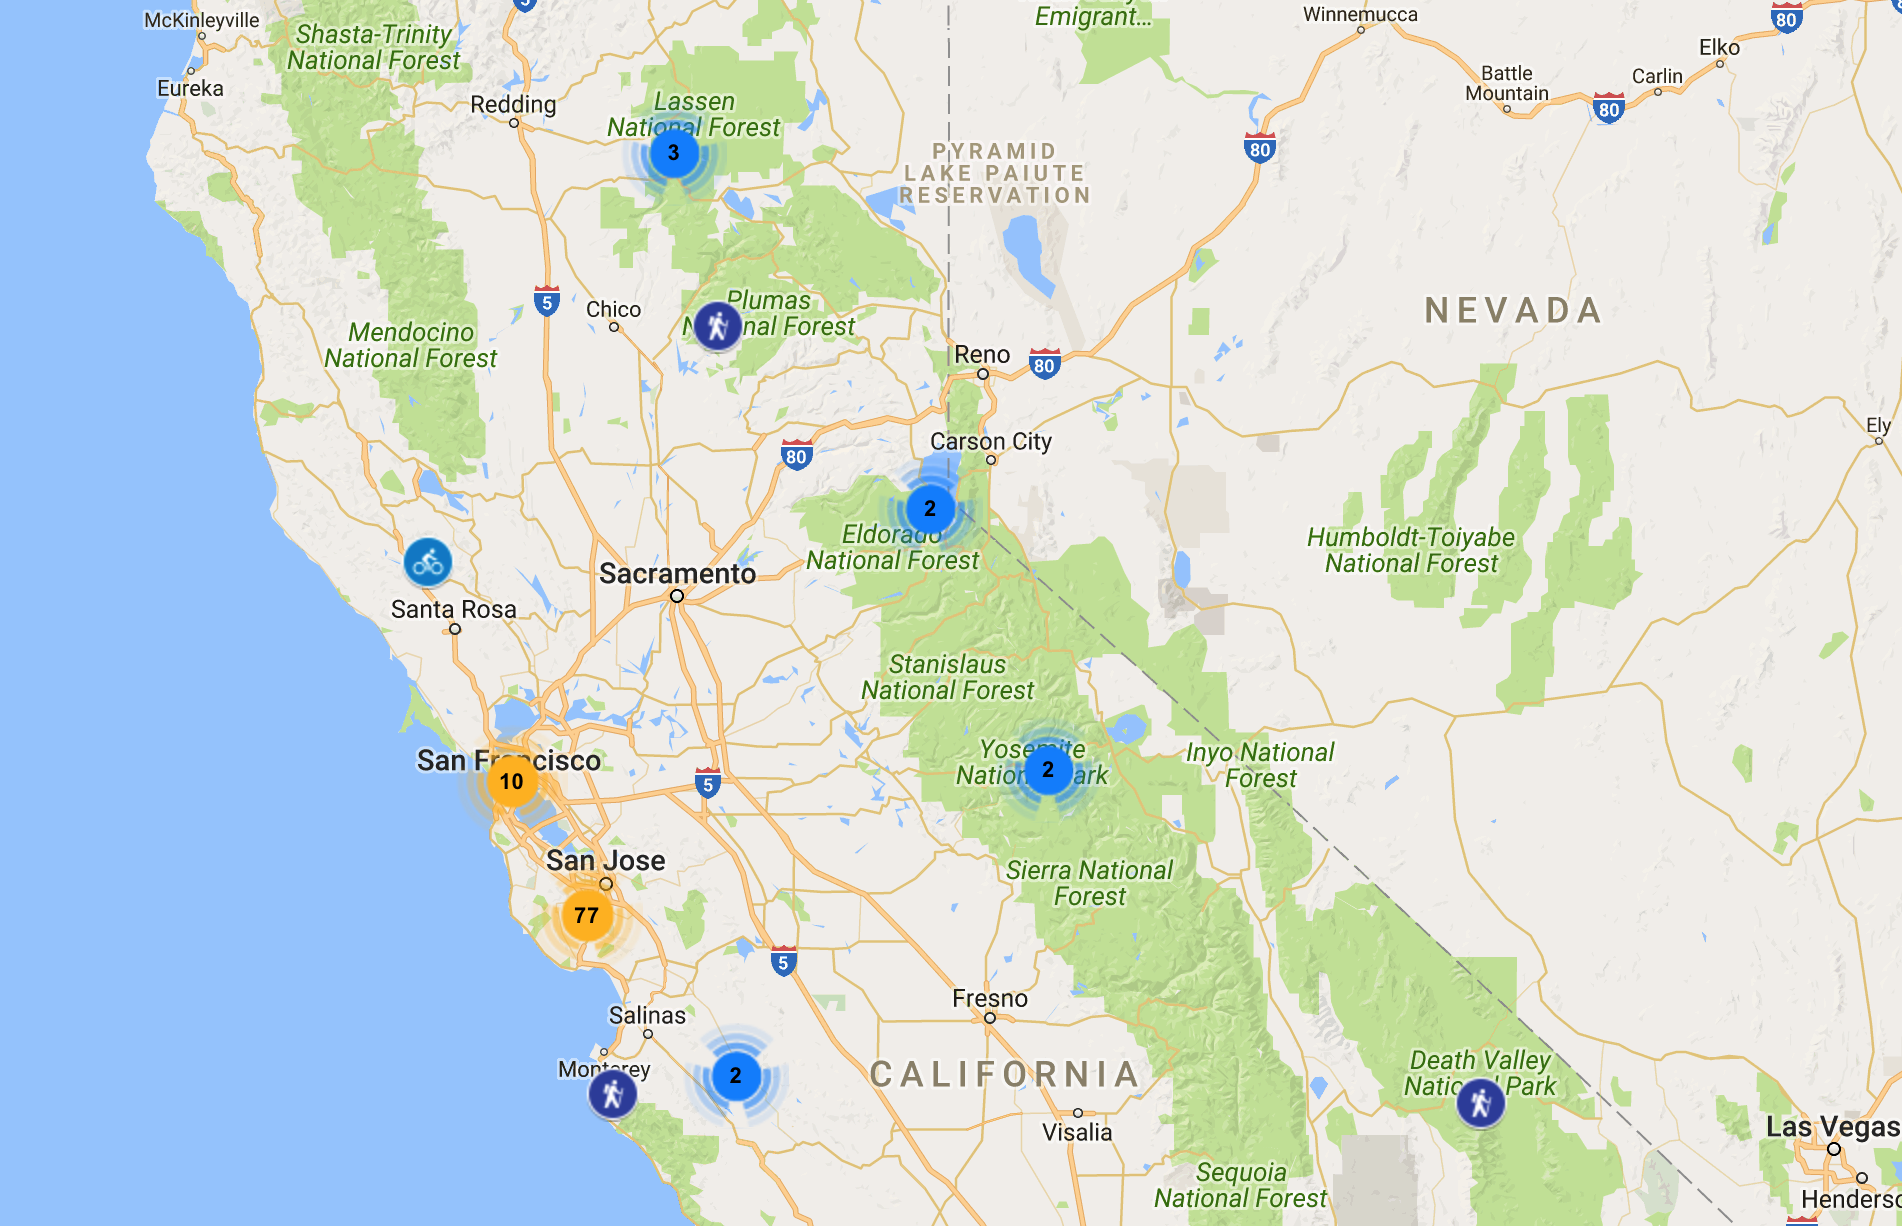 McKinleyville
Shasta-Trinity
National Forest
Eureka
Redding
5
Lassen
National Forest
3
Emigrant...
Winnemucca
80
Elko
Battle
Mountain
Carlin
80
80
PYRAMID
LAKE PAIUTE
RESERVATION
5
Chico
Plumas
nal Forest
Mendocino
National Forest
NEVADA
Reno
80
Carson City
80
Ely
2
Eldorado
National Forest
Humboldt-Toiyabe
National Forest
Sacramento
Santa Rosa
Stanislaus
National Forest
San Francisco
10
5
Yosemite
National Park
2
Inyo National
Forest
San Jose
77
Sierra National
Forest
5
Fresno
Salinas
Monterey
2
CALIFORNIA
Death Valley
National Park
Visalia
Las Vegas
Sequoia
National Forest
Henderso